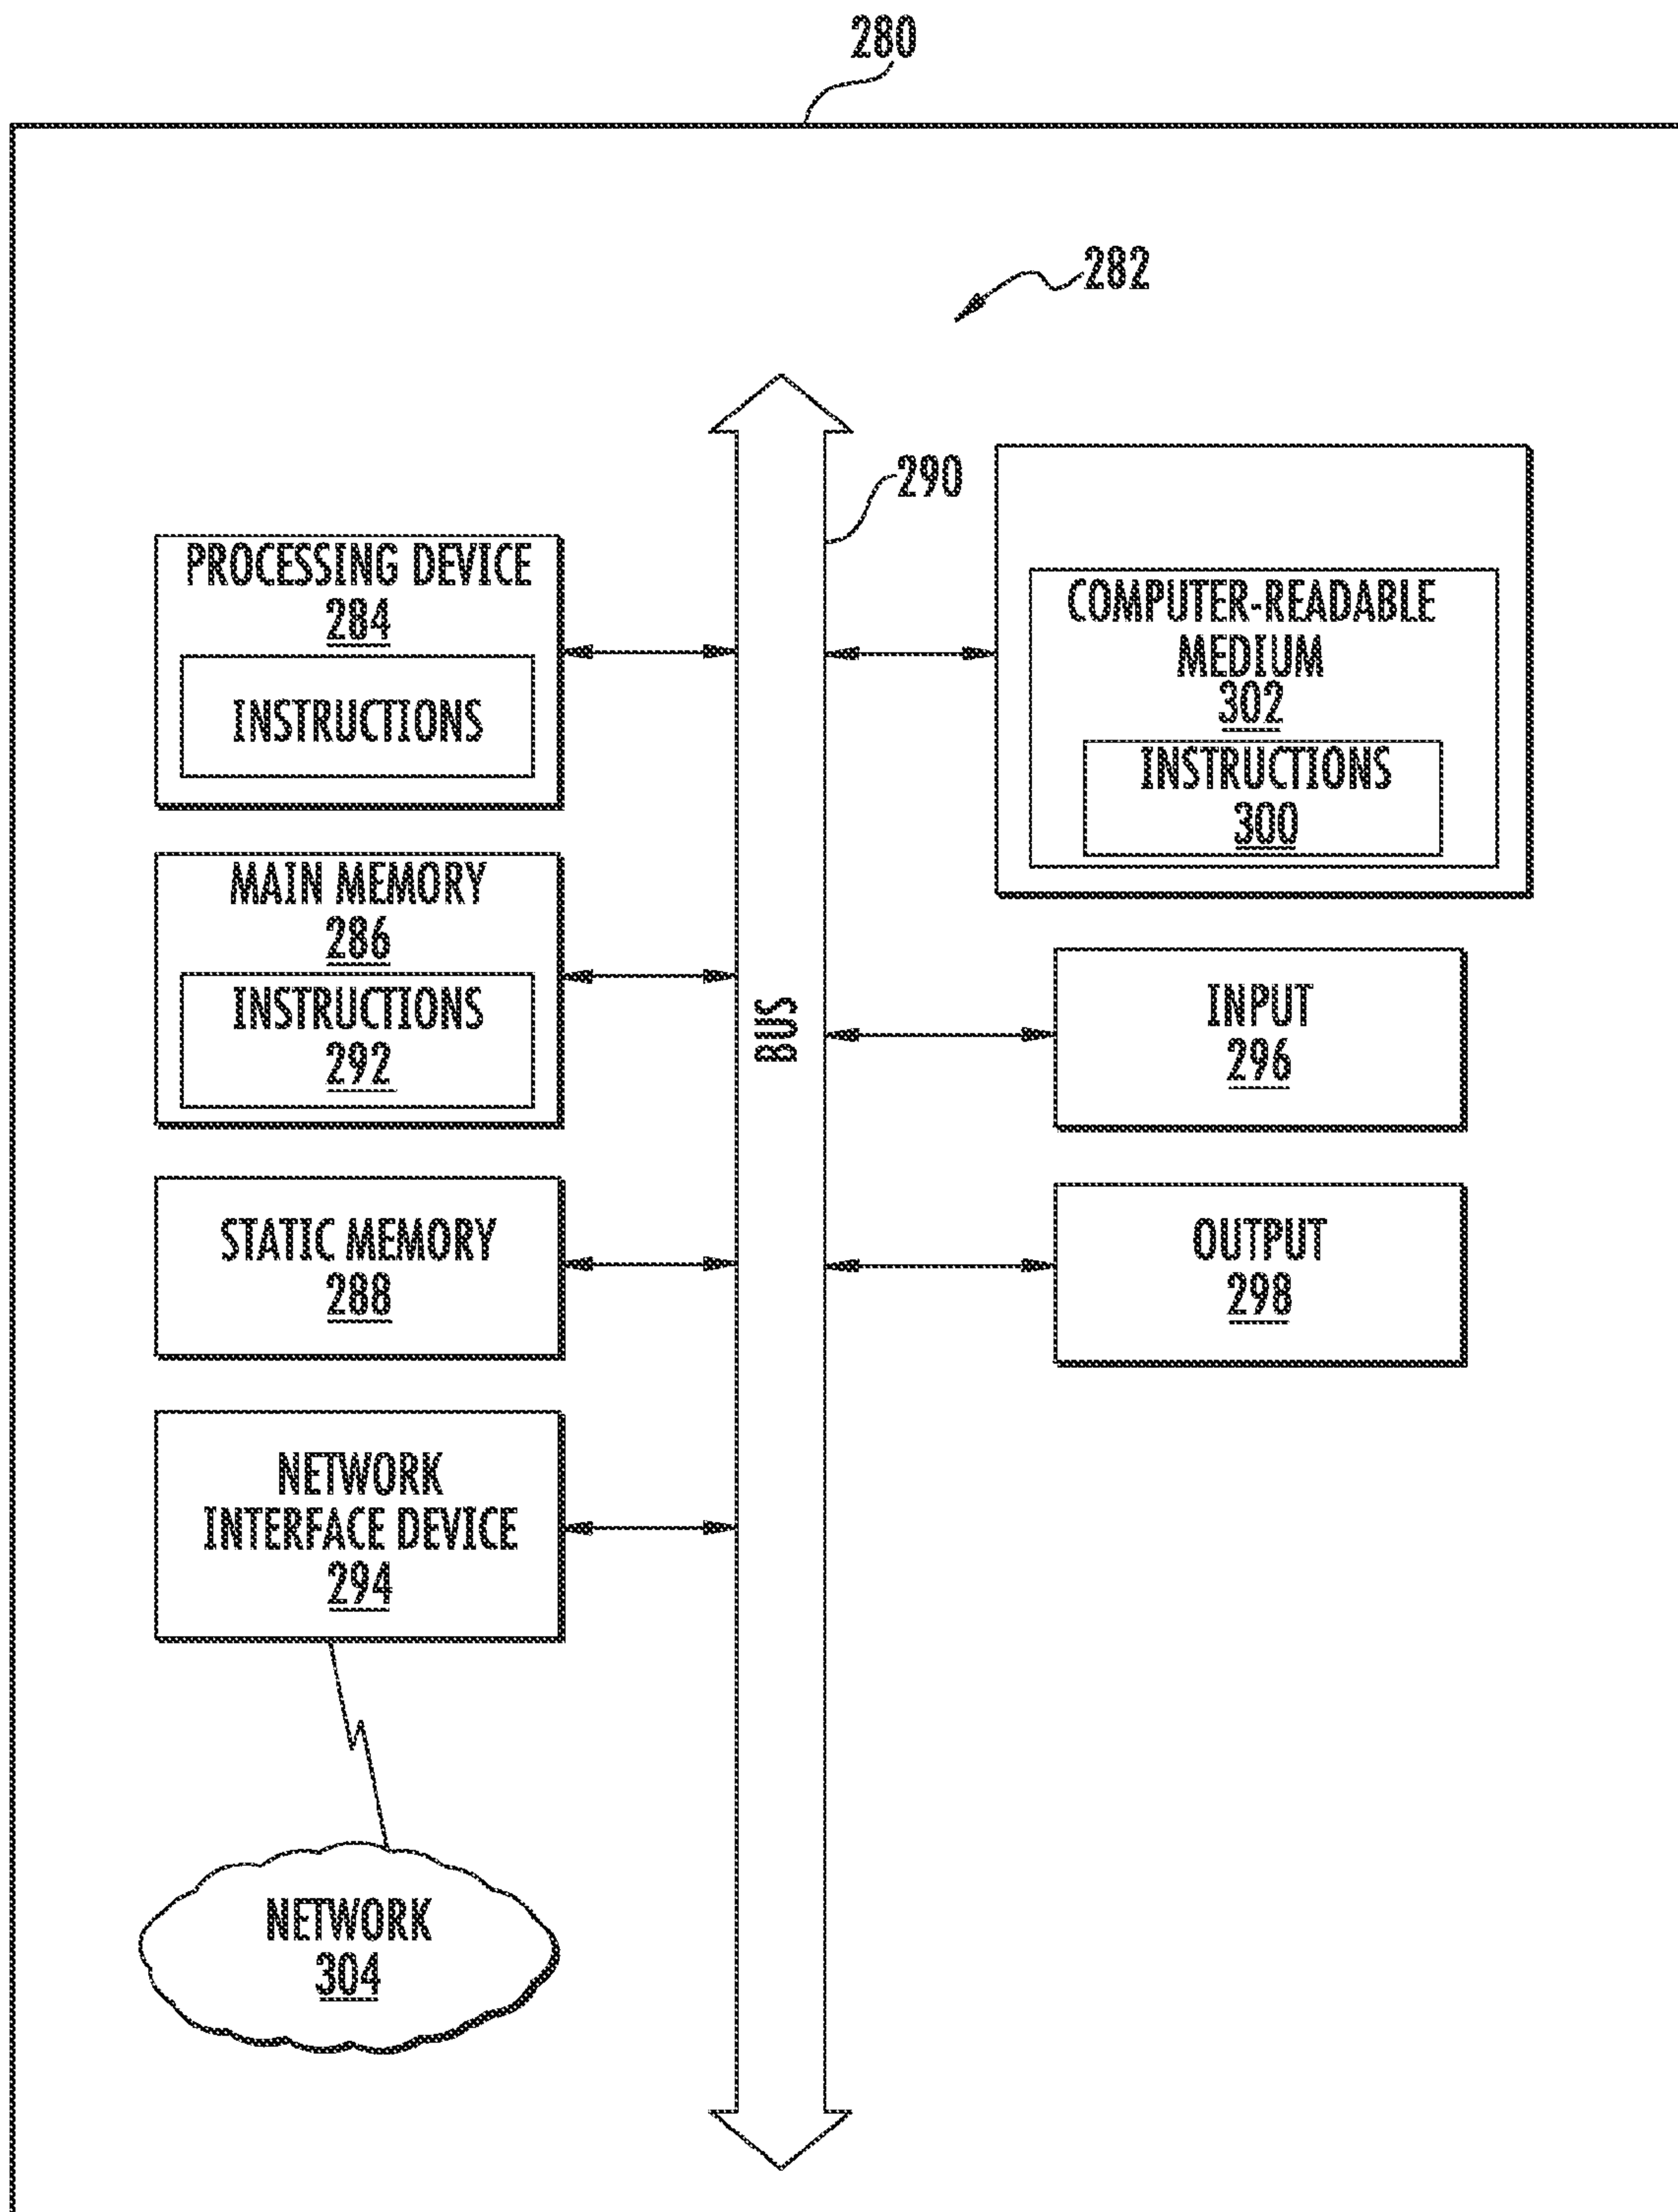 280
282
290
PROCESSING DEVICE
284
INSTRUCTIONS
MAIN MEMORY
286
INSTRUCTIONS
292
STATIC MEMORY
288
NETWORK
INTERFACE DEVICE
294
NETWORK
304
BUS
COMPUTER-READABLE
MEDIUM
302
INSTRUCTIONS
300
INPUT
296
OUTPUT
298